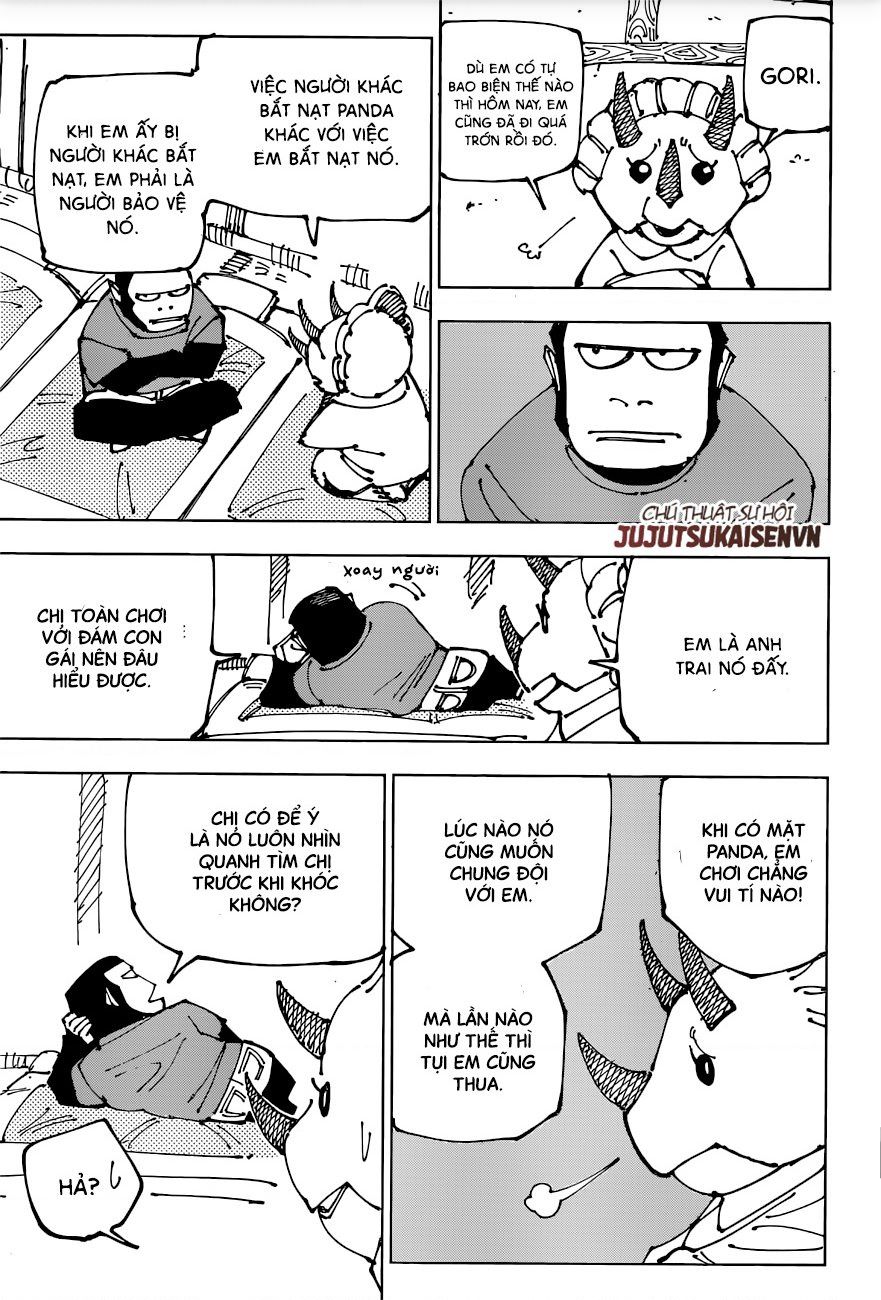 GORI.
DÙ EM CÓ TỰ
BAO BIỆN THẾ NÀO
THÌ HÔM NAY, EM
CŨNG ĐÃ ĐI QUÁ
TRỚN RỒI ĐÓ.
VIỆC NGƯỜI KHÁC
BẮT NẠT PANDA
KHÁC VỚI VIỆC
EM BẮT NẠT NÓ.
KHI EM ẤY BỊ
NGƯỜI KHÁC BẮT
NẠT, EM PHẢI LÀ
NGƯỜI BẢO VỆ
NÓ.
CHÚ THUẬT SƯ HỒI
JUJUTSUKAISENVN
EM LÀ ANH
TRAI NÓ ĐẤY.
xoay người
CHỊ TOÀN CHƠI
VỚI ĐÁM CON
GÁI NÊN ĐÂU
HIỂU ĐƯỢC.
KHI CÓ MẶT
PANDA, EM
CHƠI CHẲNG
VUI TÍ NÀO!
LÚC NÀO NÓ
CŨNG MUỐN
CHUNG ĐỘI
VỚI EM.
MÀ LẦN NÀO
NHƯ THẾ THÌ
TỤI EM CŨNG
THUA.
CHỊ CÓ ĐỂ Ý
LÀ NÓ LUÔN NHÌN
QUANH TÌM CHỊ
TRƯỚC KHI KHÓC
KHÔNG?
HẢ?